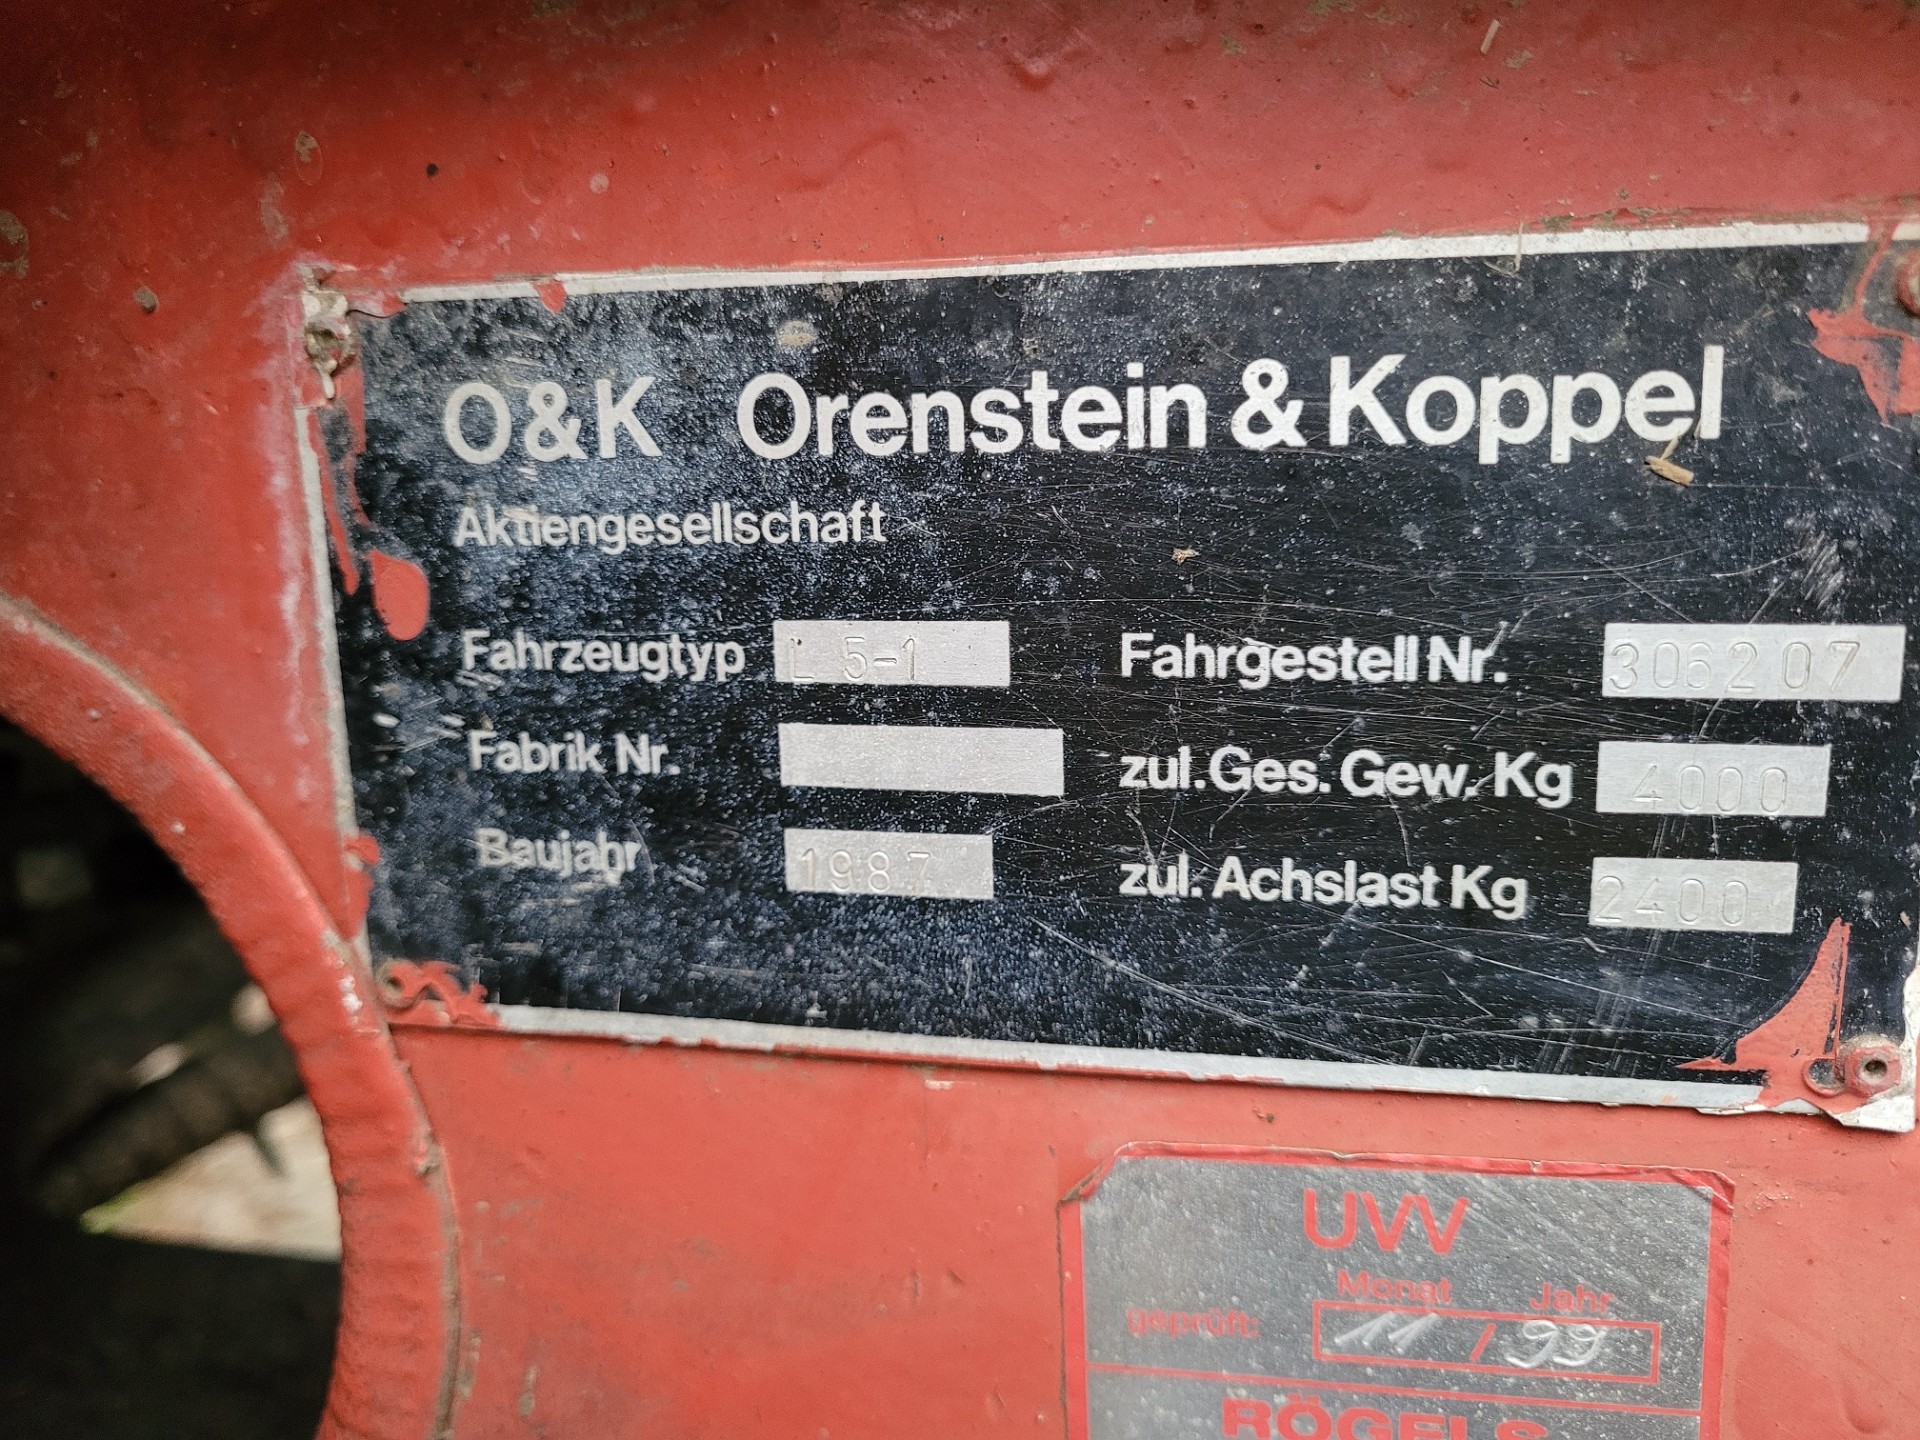 O&K Orenstein & Koppel
Aktiengesellschaft
Fahrzeugtyp L 5-1 Fahrgestell Nr. 306207
Fabrik Nr. zul. Ges. Gew. Kg 4000
Baujahr 1987 zul. Achslast Kg 2400
UVV
Monat Jahr
geprüft: 11 / 99
RÖGELS